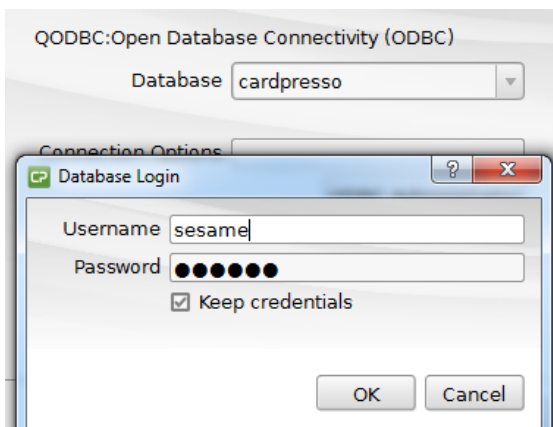 QODBC:Open Database Connectivity (ODBC)
Database cardpresso
Connection Options
Database Login
Username sesame
Password ●●●●●●
Keep credentials
OK Cancel